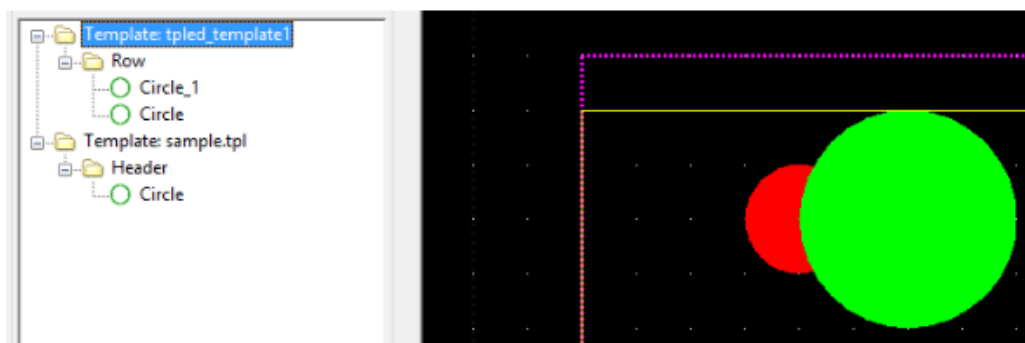 Template: tpled_template1
Row
Circle_1
Circle
Template: sample.tpl
Header
Circle